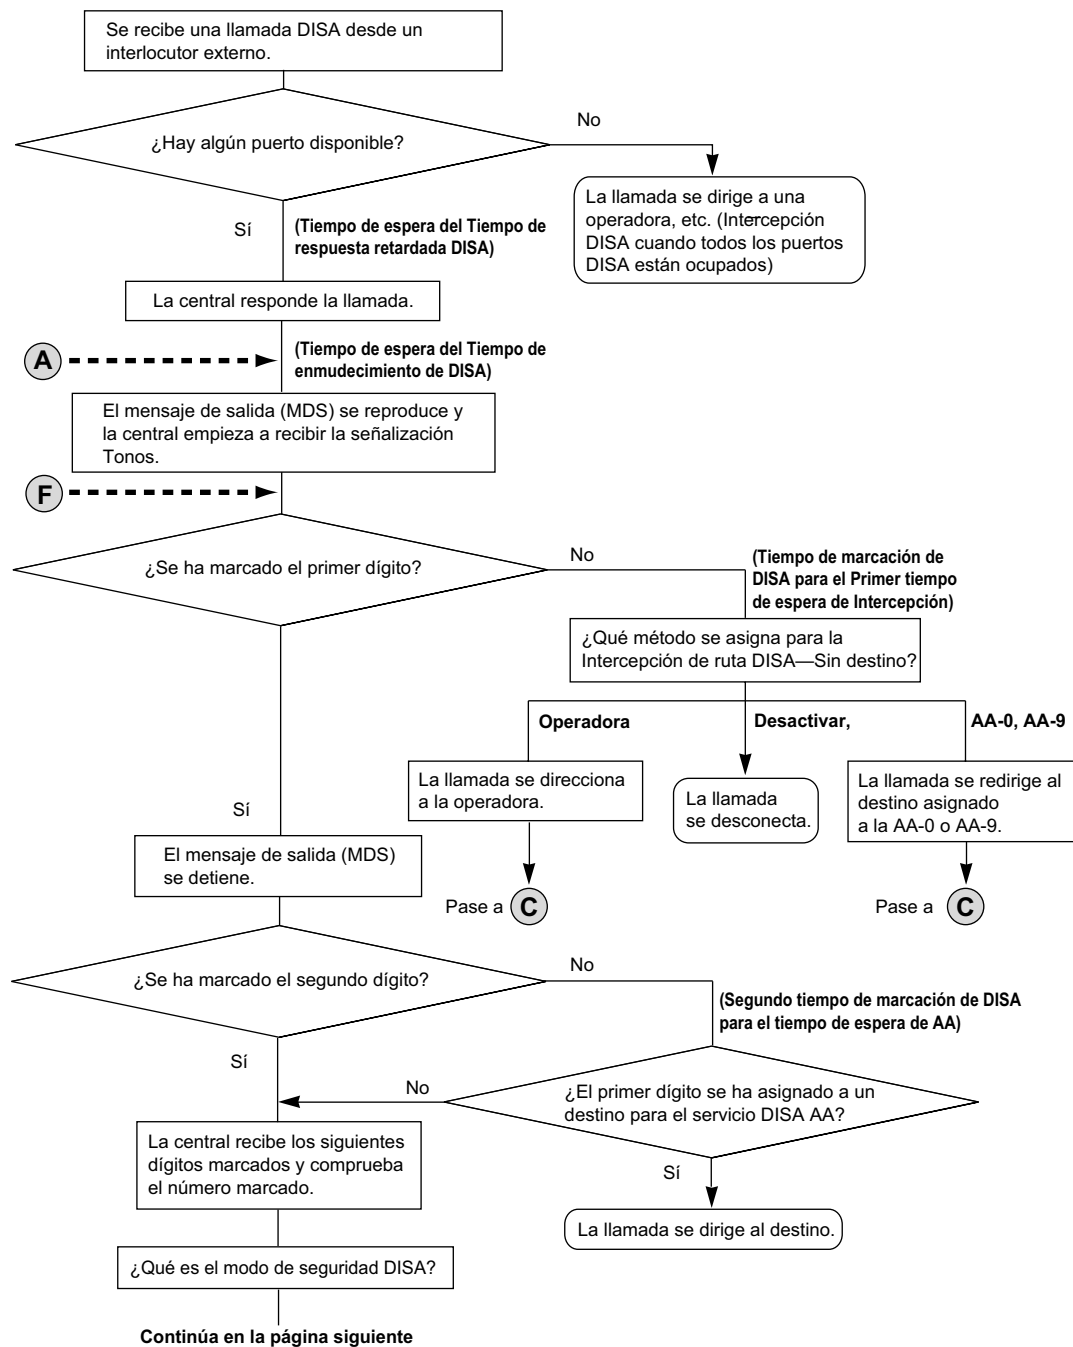 Se recibe una llamada DISA desde un
interlocutor externo.
¿Hay algún puerto disponible?
No
La llamada se dirige a una
operadora, etc. (Intercepción
DISA cuando todos los puertos
DISA están ocupados)
Sí
(Tiempo de espera del Tiempo de
respuesta retardada DISA)
La central responde la llamada.
A
(Tiempo de espera del Tiempo de
enmudecimiento de DISA)
El mensaje de salida (MDS) se reproduce y
la central empieza a recibir la señalización
Tonos.
F
¿Se ha marcado el primer dígito?
No
(Tiempo de marcación de
DISA para el Primer tiempo
de espera de Intercepción)
¿Qué método se asigna para la
Intercepción de ruta DISA—Sin destino?
Operadora
Desactivar,
AA-0, AA-9
La llamada se direcciona
a la operadora.
La llamada
se desconecta.
La llamada se redirige al
destino asignado
a la AA-0 o AA-9.
Pase a C
Pase a C
Sí
El mensaje de salida (MDS)
se detiene.
¿Se ha marcado el segundo dígito?
No
(Segundo tiempo de marcación de DISA
para el tiempo de espera de AA)
Sí
No
¿El primer dígito se ha asignado a un
destino para el servicio DISA AA?
La central recibe los siguientes
dígitos marcados y comprueba
el número marcado.
Sí
La llamada se dirige al destino.
¿Qué es el modo de seguridad DISA?
Continúa en la página siguiente